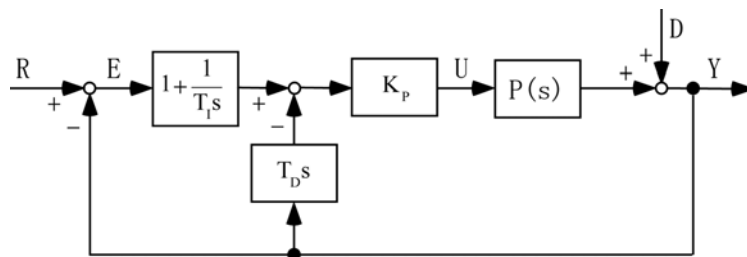 D
R E 1+1/T_I s K_P U P(s) Y
+ − + − + +
T_D s